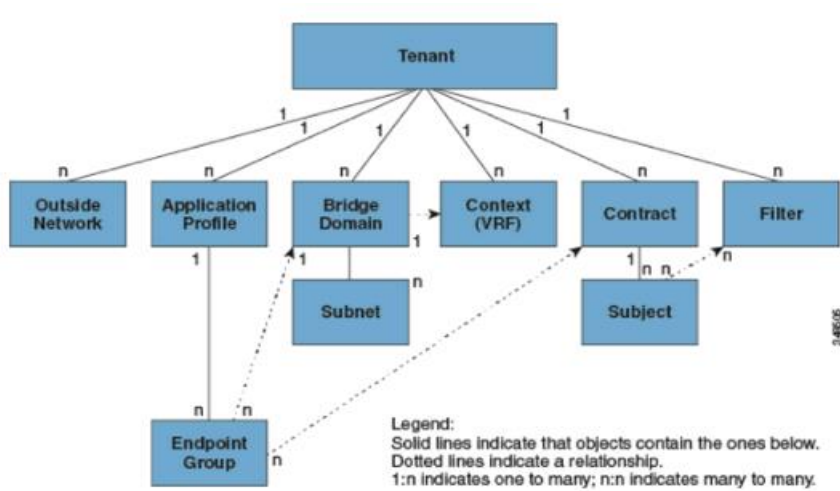 Tenant
1
1
1
1
1
1
n
n
n
n
n
n
Outside
Network
Application
Profile
Bridge
Domain
Context
(VRF)
Contract
Filter
1
1
1
1
n
n
n
n
Subnet
Subject
n
n
Endpoint
Group
n
Legend:
Solid lines indicate that objects contain the ones below.
Dotted lines indicate a relationship.
1:n indicates one to many; n:n indicates many to many.